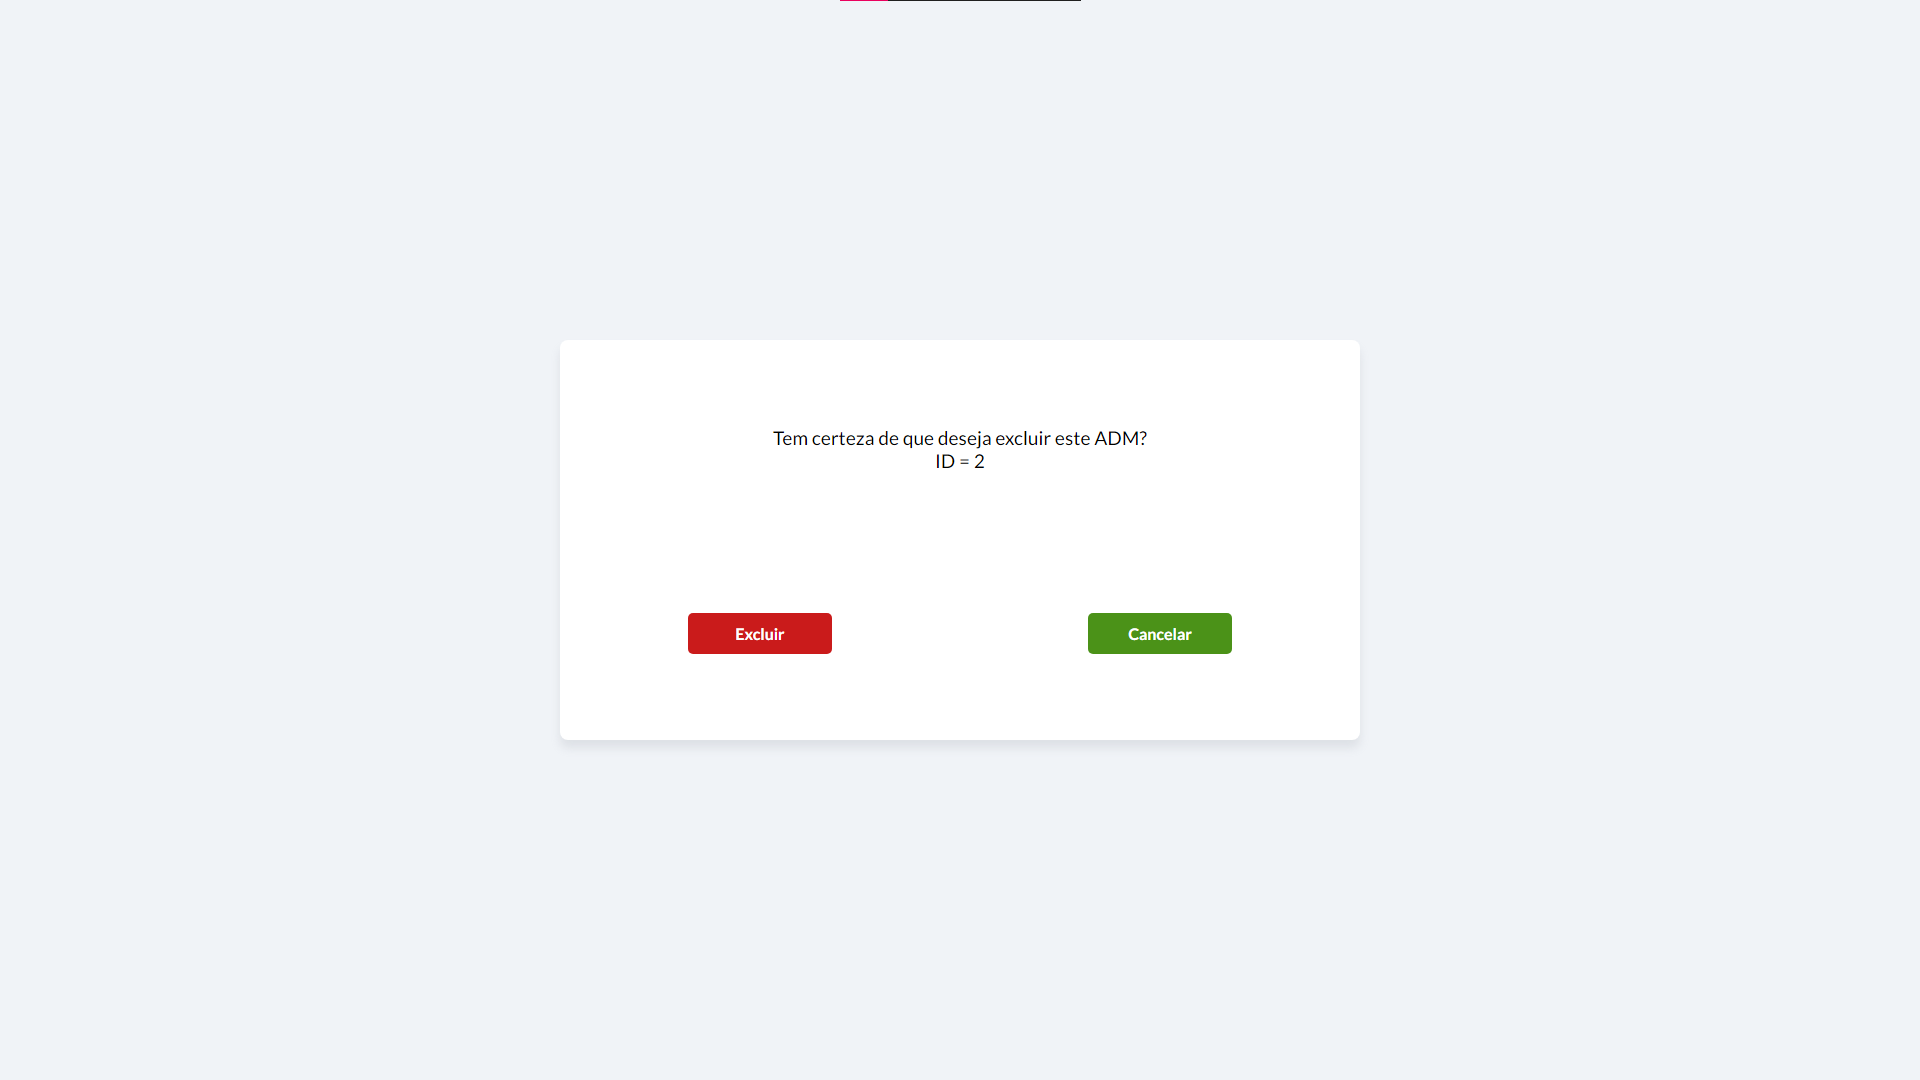 Tem certeza de que deseja excluir este ADM?
ID = 2
Excluir
Cancelar